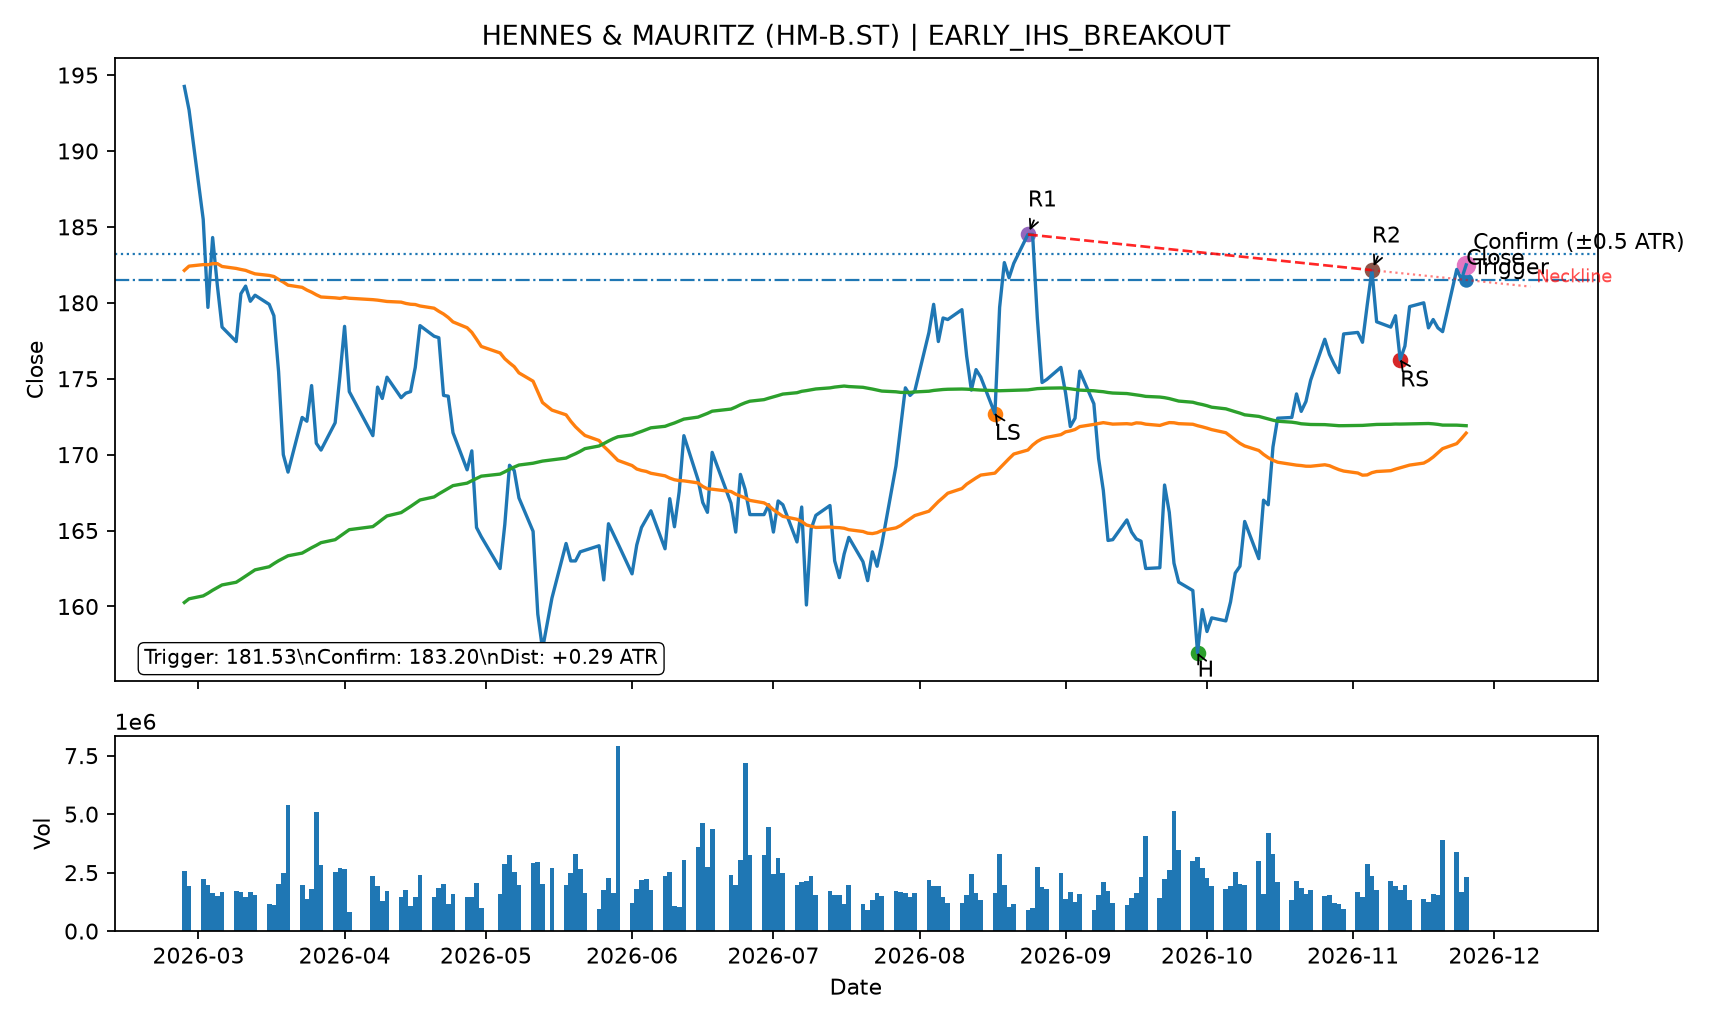 HENNES & MAURITZ (HM-B.ST) | EARLY_IHS_BREAKOUT
Close
195
190
185
180
175
170
165
160
R1
R2
LS
RS
H
Confirm (±0.5 ATR)
Close
Trigger
Neckline
Trigger: 181.53\nConfirm: 183.20\nDist: +0.29 ATR
1e6
Vol
7.5
5.0
2.5
0.0
2026-03
2026-04
2026-05
2026-06
2026-07
2026-08
2026-09
2026-10
2026-11
2026-12
Date